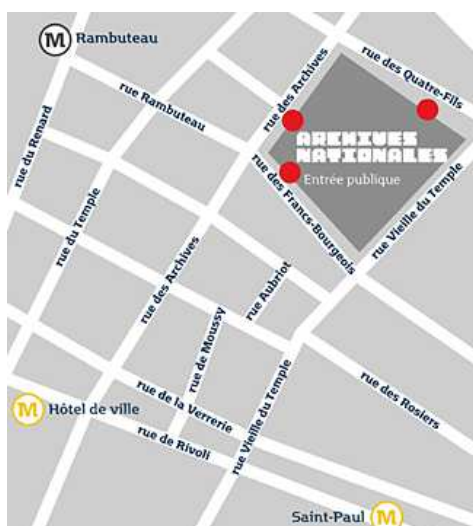 M Rambuteau
rue des Quatre-Fils
rue des Archives
rue Rambuteau
ARCHIVES
NATIONALES
Entrée publique
rue du Renard
rue des Francs-Bourgeois
rue Vieille du Temple
rue du Temple
rue des Archives
rue Aubriot
rue de Moussy
rue des Rosiers
M Hôtel de ville
rue de la Verrerie
rue de Rivoli
rue Vieille du Temple
Saint-Paul M